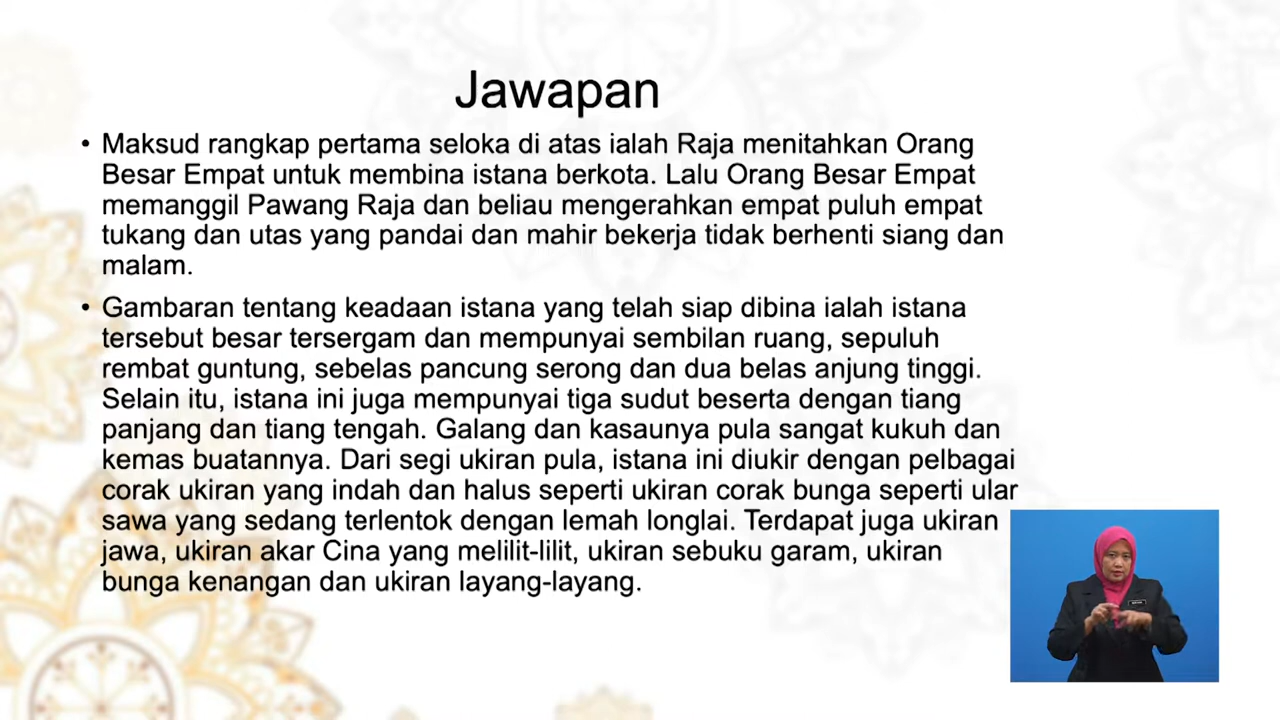 Jawapan
• Maksud rangkap pertama seloka di atas ialah Raja menitahkan Orang
Besar Empat untuk membina istana berkota. Lalu Orang Besar Empat
memanggil Pawang Raja dan beliau mengerahkan empat puluh empat
tukang dan utas yang pandai dan mahir bekerja tidak berhenti siang dan
malam.
• Gambaran tentang keadaan istana yang telah siap dibina ialah istana
tersebut besar tersergam dan mempunyai sembilan ruang, sepuluh
rembat guntung, sebelas pancung serong dan dua belas anjung tinggi.
Selain itu, istana ini juga mempunyai tiga sudut beserta dengan tiang
panjang dan tiang tengah. Galang dan kasaunya pula sangat kukuh dan
kemas buatannya. Dari segi ukiran pula, istana ini diukir dengan pelbagai
corak ukiran yang indah dan halus seperti ukiran corak bunga seperti ular
sawa yang sedang terlentok dengan lemah longlai. Terdapat juga ukiran
jawa, ukiran akar Cina yang melilit-lilit, ukiran sebuku garam, ukiran
bunga kenangan dan ukiran layang-layang.